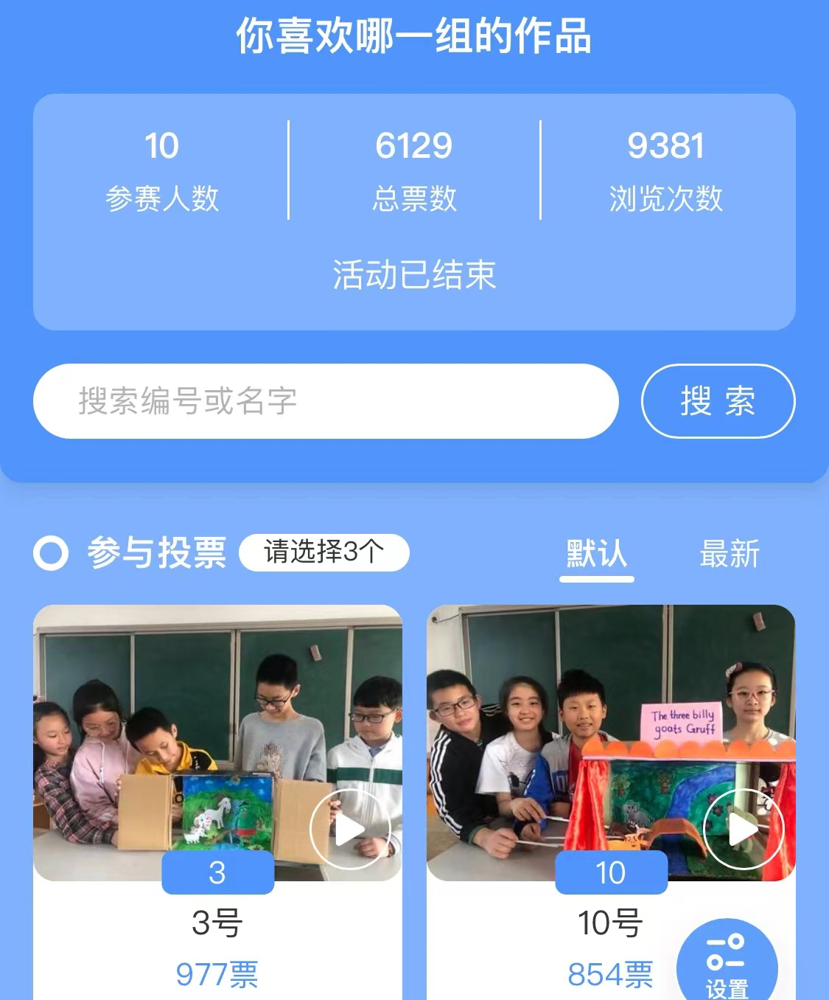 你喜欢哪一组的作品
10
参赛人数
6129
总票数
9381
浏览次数
活动已结束
搜索编号或名字
搜 索
参与投票 请选择3个
默认 最新
The three billy
goats Gruff
3
3号
977票
10
10号
854票
设置